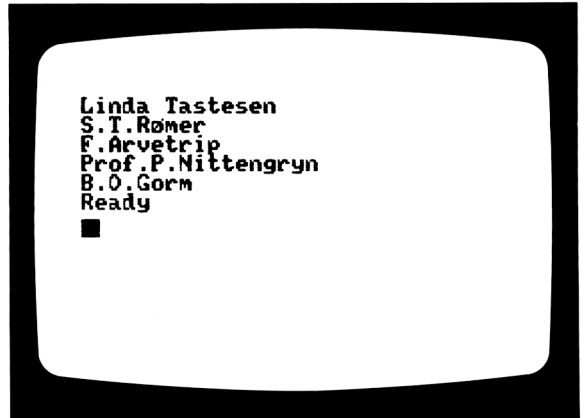 Linda Tastesen
S.T.Rømer
F.Arvetrip
Prof.P.Nittengryn
B.O.Gorm
Ready